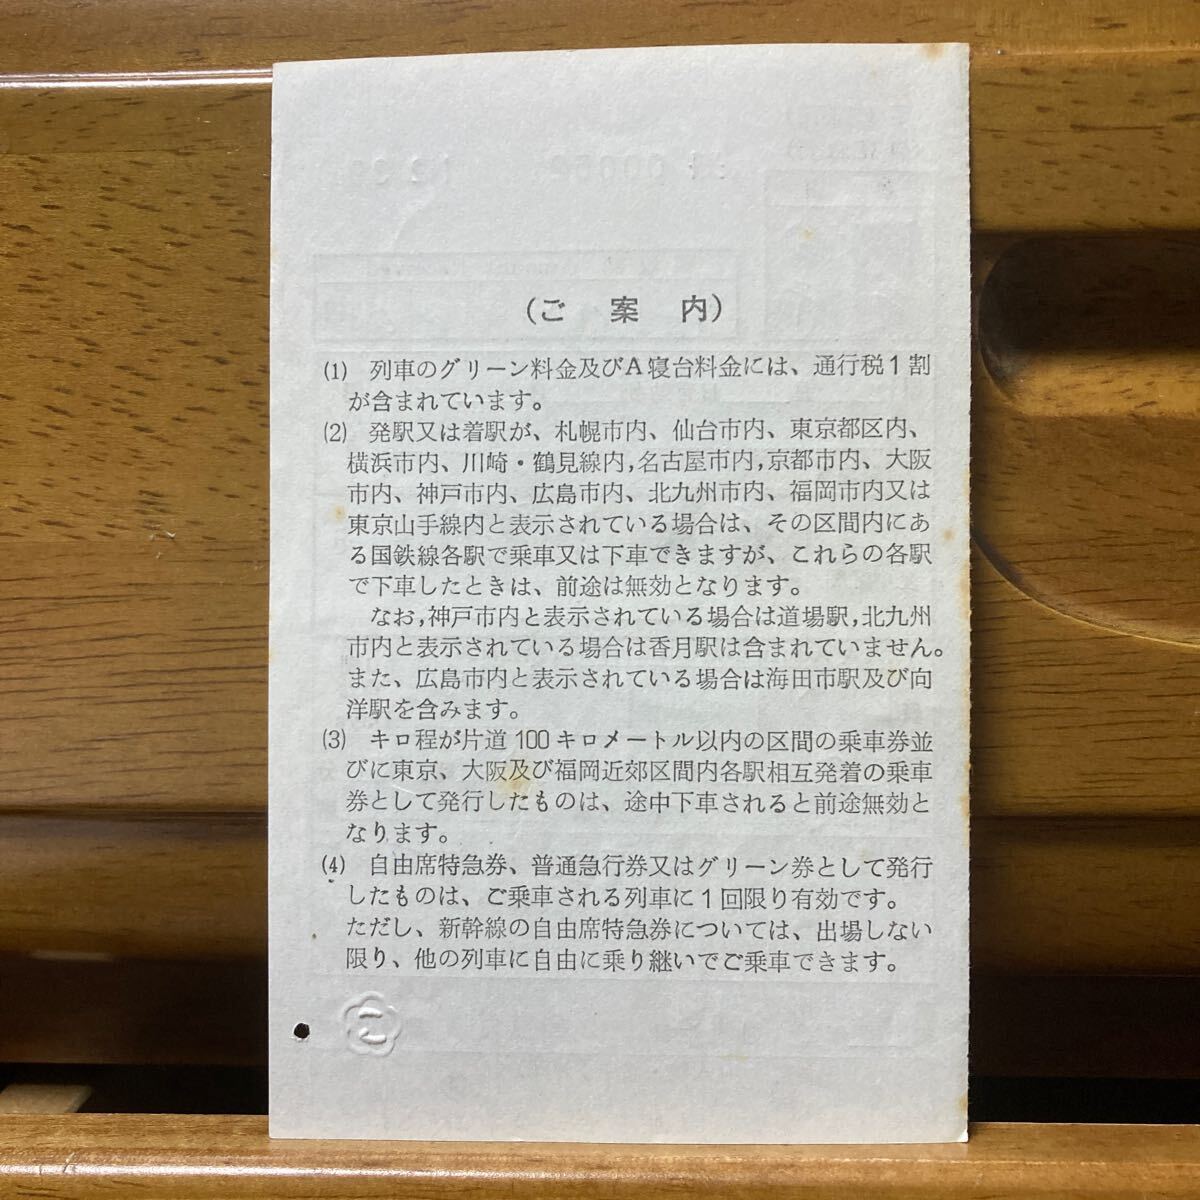 (ご案内)
(1) 列車のグリーン料金及びA寝台料金には、通行税1割
が含まれています。
(2) 発駅又は着駅が、札幌市内、仙台市内、東京都区内、
横浜市内、川崎・鶴見線内,名古屋市内,京都市内、大阪
市内、神戸市内、広島市内、北九州市内、福岡市内又は
東京山手線内と表示されている場合は、その区間内にあ
る国鉄線各駅で乗車又は下車できますが、これらの各駅
で下車したときは、前途は無効となります。
なお,神戸市内と表示されている場合は道場駅,北九州
市内と表示されている場合は香月駅は含まれていません。
また、広島市内と表示されている場合は海田市駅及び向
洋駅を含みます。
(3) キロ程が片道100キロメートル以内の区間の乗車券並
びに東京、大阪及び福岡近郊区間内各駅相互発着の乗車
券として発行したものは、途中下車されると前途無効と
なります。
(4) 自由席特急券、普通急行券又はグリーン券として発行
したものは、ご乗車される列車に1回限り有効です。
ただし、新幹線の自由席特急券については、出場しない
限り、他の列車に自由に乗り継いでご乗車できます。
こ